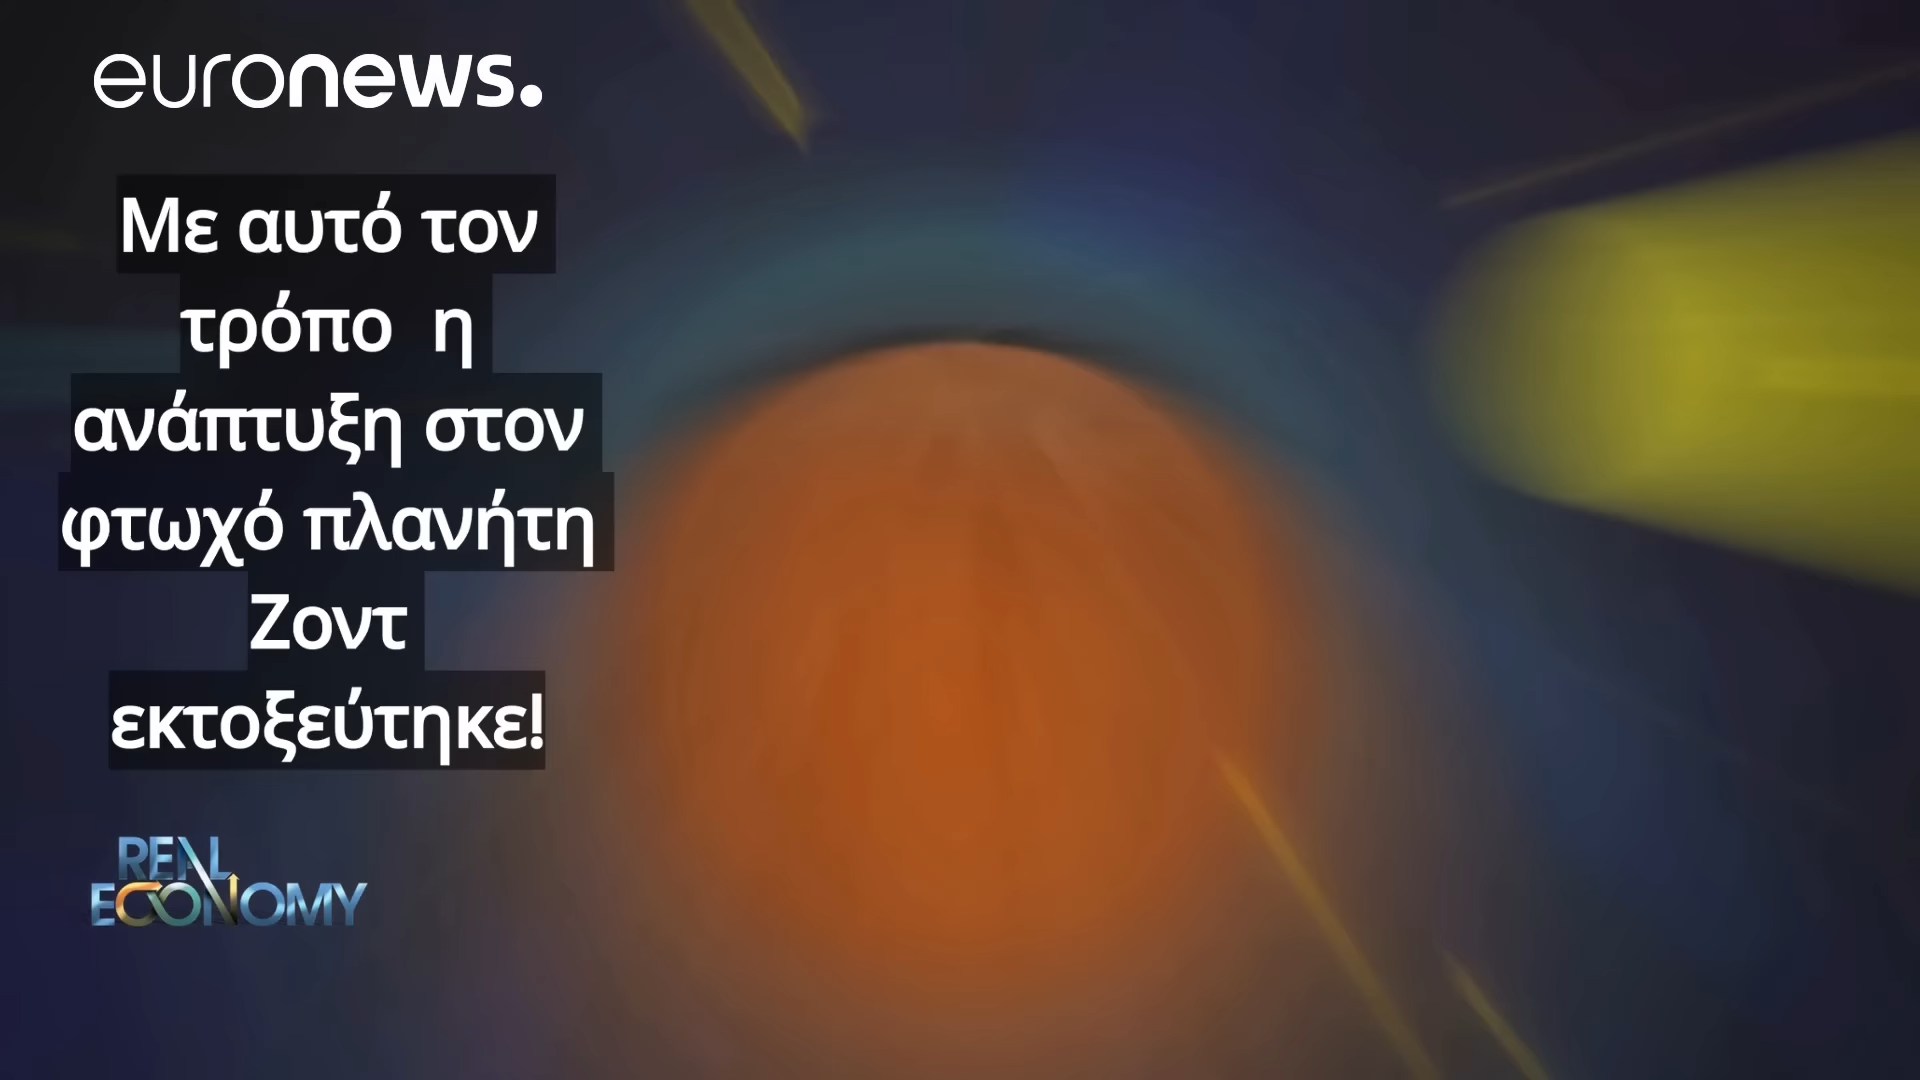 euronews.
Με αυτό τον
τρόπο  η
ανάπτυξη στον
φτωχό πλανήτη
Ζοντ
εκτοξεύτηκε!
REAL
ECONOMY